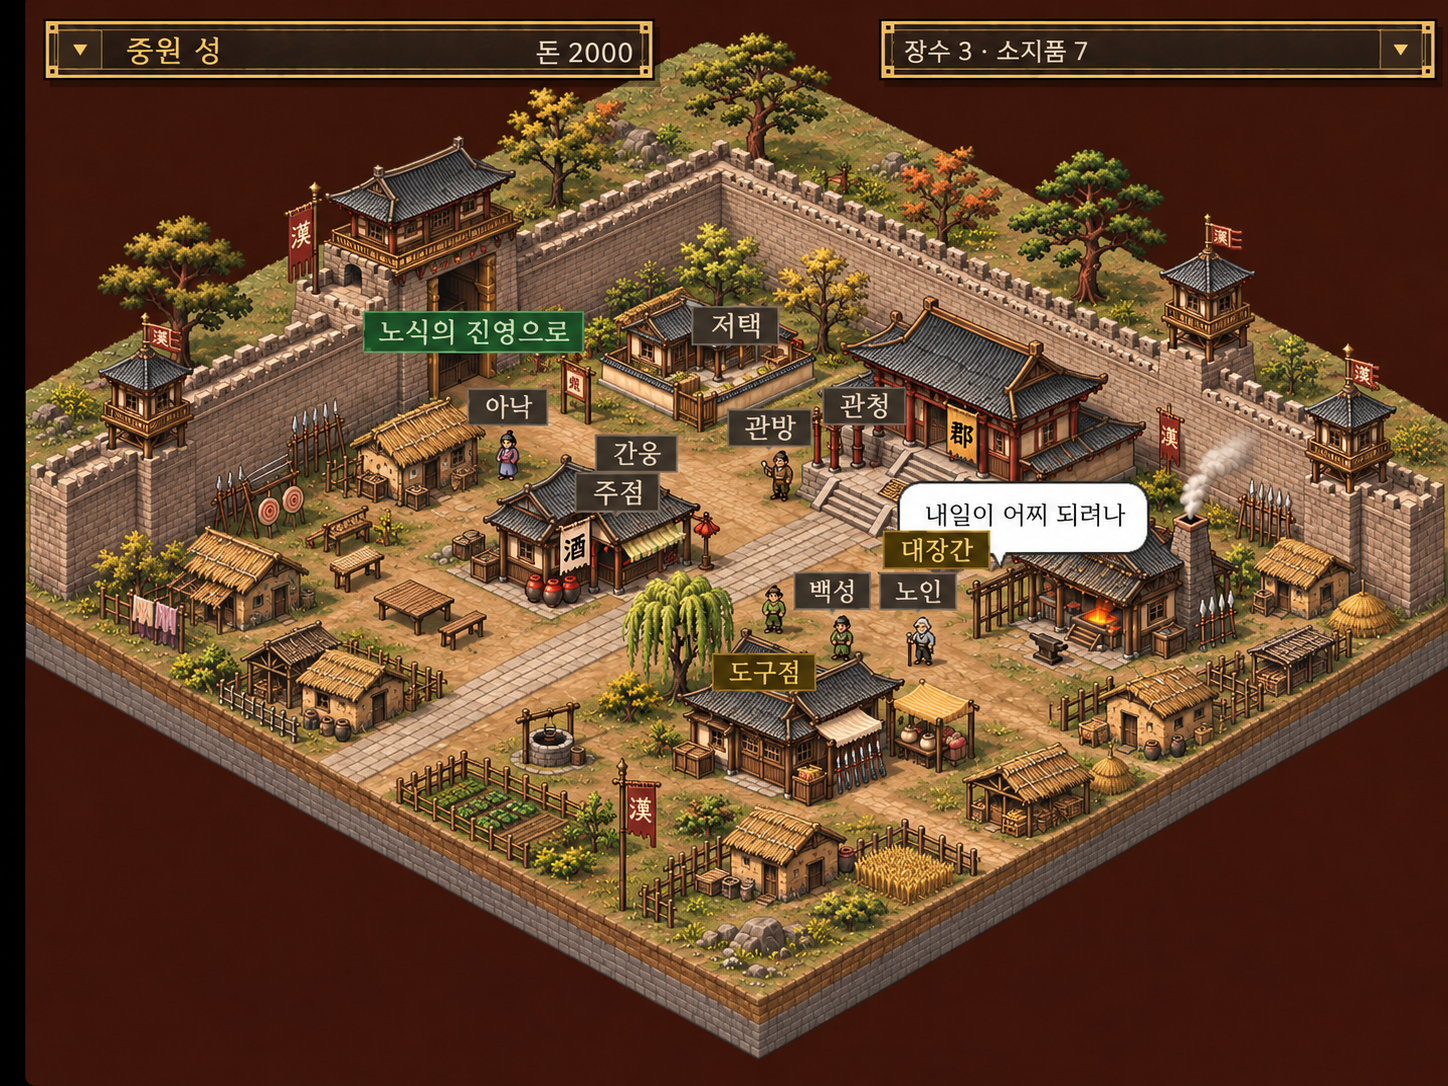 중원 성
돈 2000
장수 3 · 소지품 7
漢
漢
漢
漢
漢
노식의 진영으로
저택
아낙
관방
관청
郡
간웅
주점
酒
내일이 어찌 되려나
대장간
백성
노인
도구점
漢